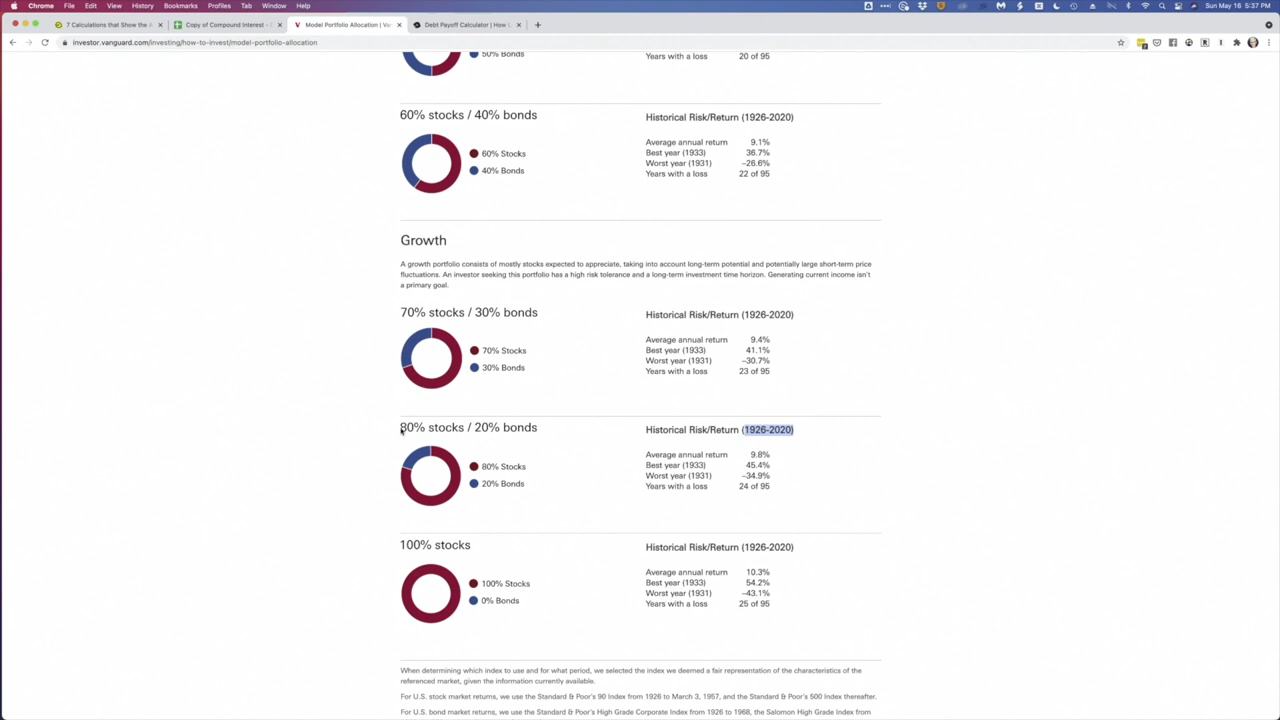 Chrome File Edit View History Bookmarks Profiles Tab Window Help
Sun May 16 5:37 PM
7 Calculations that Show the
Copy of Compound Interest -
Model Portfolio Allocation | V
Debt Payoff Calculator | How L
investor.vanguard.com/investing/how-to-invest/model-portfolio-allocation
50% Bonds
Years with a loss 20 of 95
60% stocks / 40% bonds
60% Stocks
40% Bonds
Historical Risk/Return (1926-2020)
Average annual return 9.1%
Best year (1933) 36.7%
Worst year (1931) –26.6%
Years with a loss 22 of 95
Growth
A growth portfolio consists of mostly stocks expected to appreciate, taking into account long-term potential and potentially large short-term price
fluctuations. An investor seeking this portfolio has a high risk tolerance and a long-term investment time horizon. Generating current income isn't
a primary goal.
70% stocks / 30% bonds
70% Stocks
30% Bonds
Historical Risk/Return (1926-2020)
Average annual return 9.4%
Best year (1933) 41.1%
Worst year (1931) –30.7%
Years with a loss 23 of 95
80% stocks / 20% bonds
80% Stocks
20% Bonds
Historical Risk/Return (1926-2020)
Average annual return 9.8%
Best year (1933) 45.4%
Worst year (1931) –34.9%
Years with a loss 24 of 95
100% stocks
100% Stocks
0% Bonds
Historical Risk/Return (1926-2020)
Average annual return 10.3%
Best year (1933) 54.2%
Worst year (1931) –43.1%
Years with a loss 25 of 95
When determining which index to use and for what period, we selected the index we deemed a fair representation of the characteristics of the
referenced market, given the information currently available.
For U.S. stock market returns, we use the Standard & Poor's 90 Index from 1926 to March 3, 1957, and the Standard & Poor's 500 Index thereafter.
For U.S. bond market returns, we use the Standard & Poor's High Grade Corporate Index from 1926 to 1968, the Salomon High Grade Index from